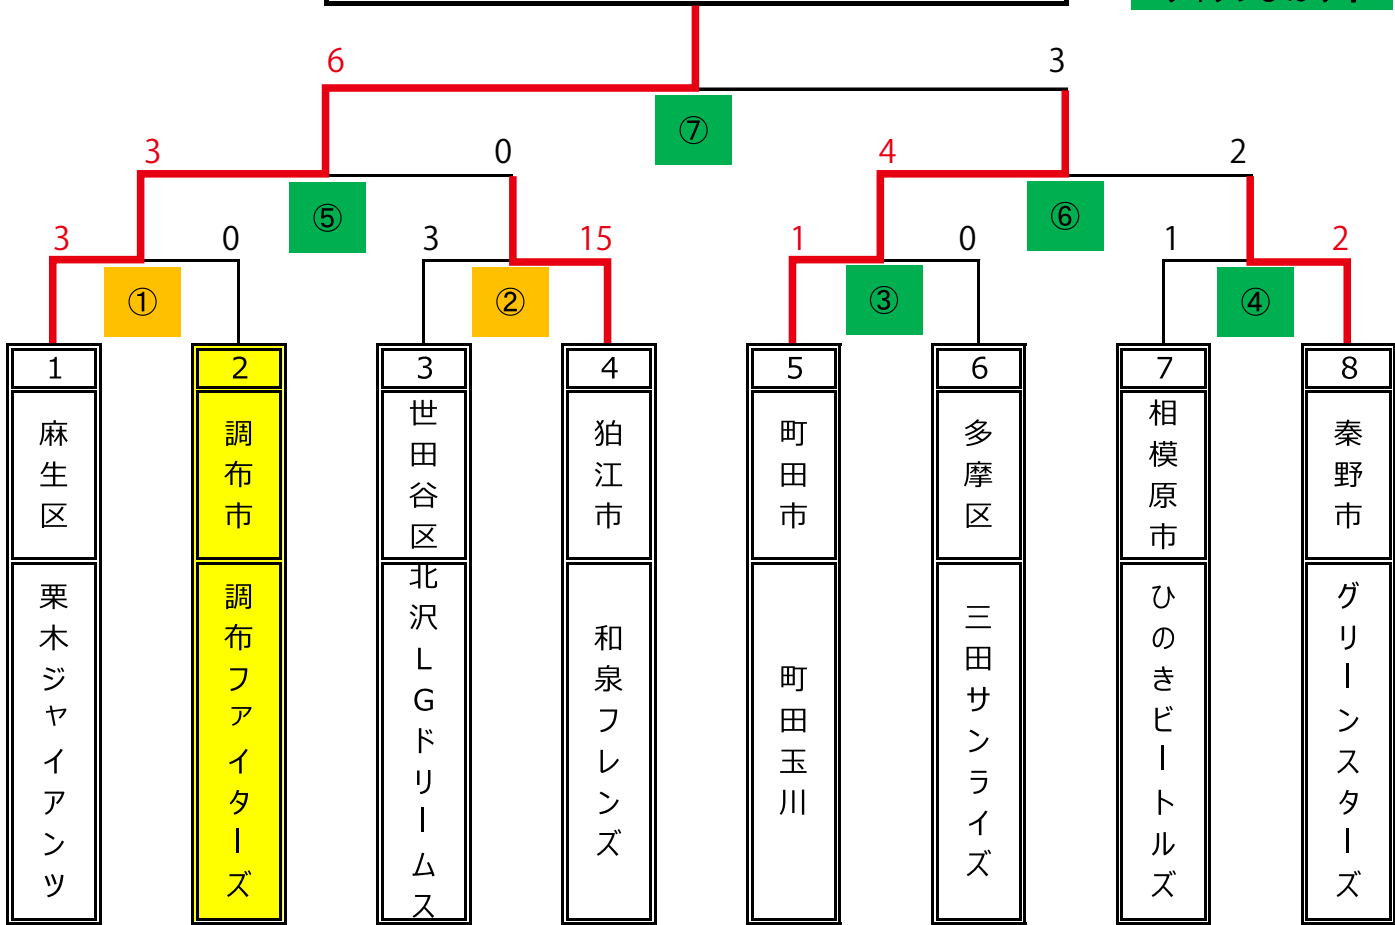 6 3
⑦
3 0 4 2
⑤ ⑥
3 0 3 15 1 0 1 2
① ② ③ ④
1 2 3 4 5 6 7 8
麻生区
調布市
世田谷区
狛江市
町田市
多摩区
相模原市
秦野市
栗木ジャイアンツ
調布ファイターズ
北沢LGドリームス
和泉フレンズ
町田玉川
三田サンライズ
ひのきビートルズ
グリーンスターズ